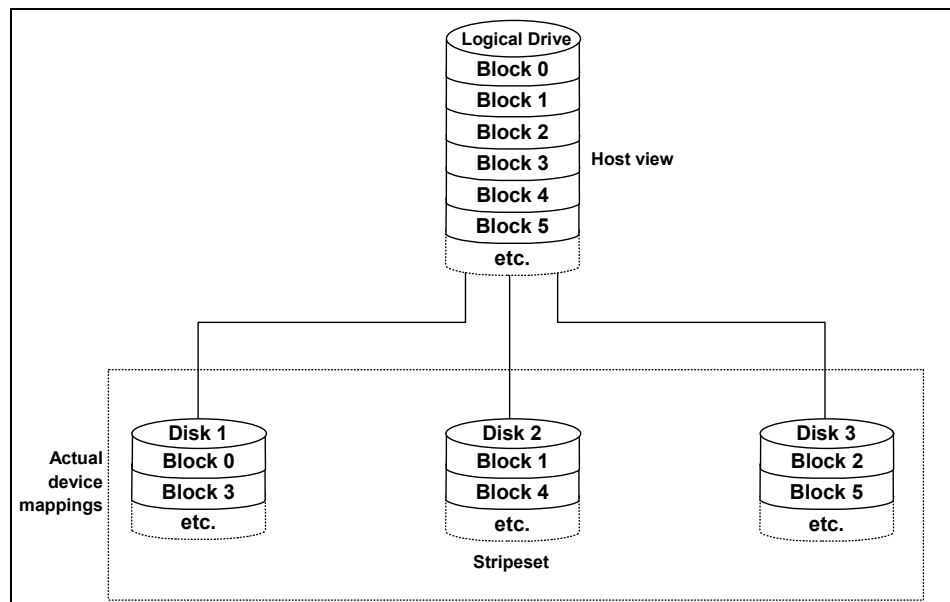 Logical Drive
Block 0
Block 1
Block 2
Block 3
Block 4
Block 5
etc.
Host view
Actual
device
mappings
Disk 1
Block 0
Block 3
etc.
Disk 2
Block 1
Block 4
etc.
Disk 3
Block 2
Block 5
etc.
Stripeset